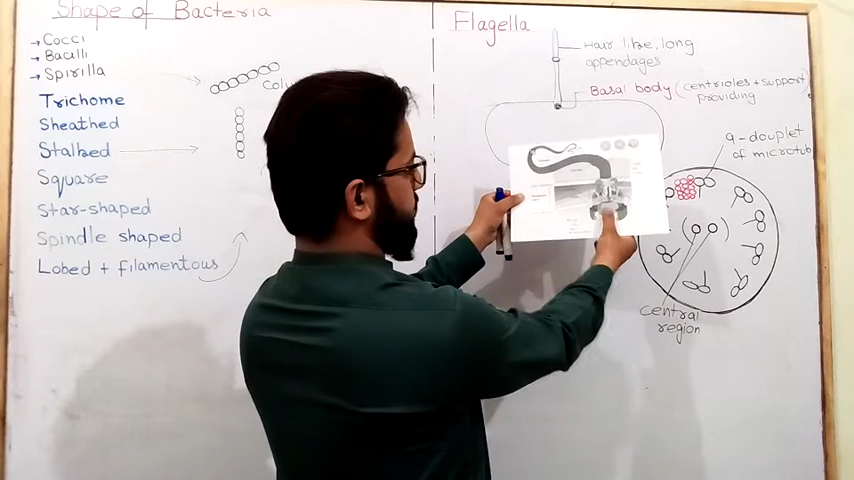 Shape of Bacteria
→ Cocci
→ Bacilli
→ Spirilla
Trichome
Sheathed
Stalked
Square
Star-shaped
Spindle shaped
Lobed + filamentous
Flagella
Hair like, long
appendages
Basal body (centrioles + support
providing
9-douplet
of microtub
central
region